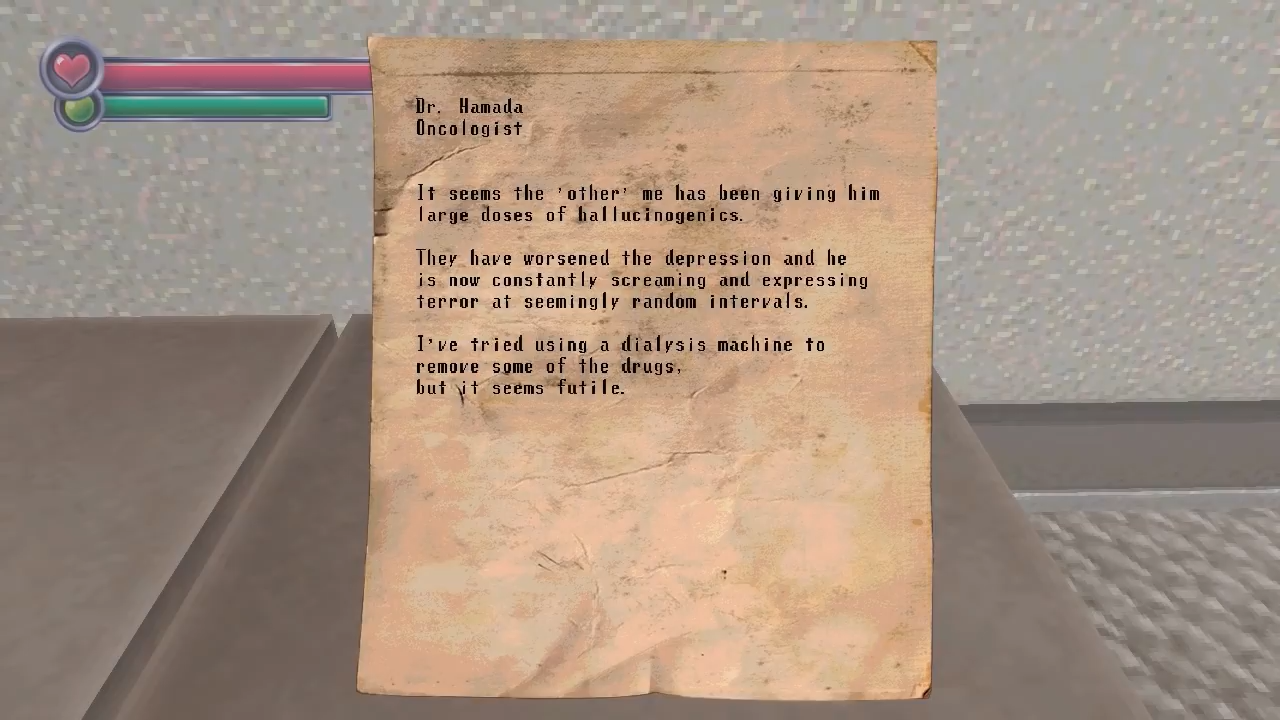 Dr. Hamada
Oncologist
It seems the 'other' me has been giving him
large doses of hallucinogenics.
They have worsened the depression and he
is now constantly screaming and expressing
terror at seemingly random intervals.
I've tried using a dialysis machine to
remove some of the drugs,
but it seems futile.